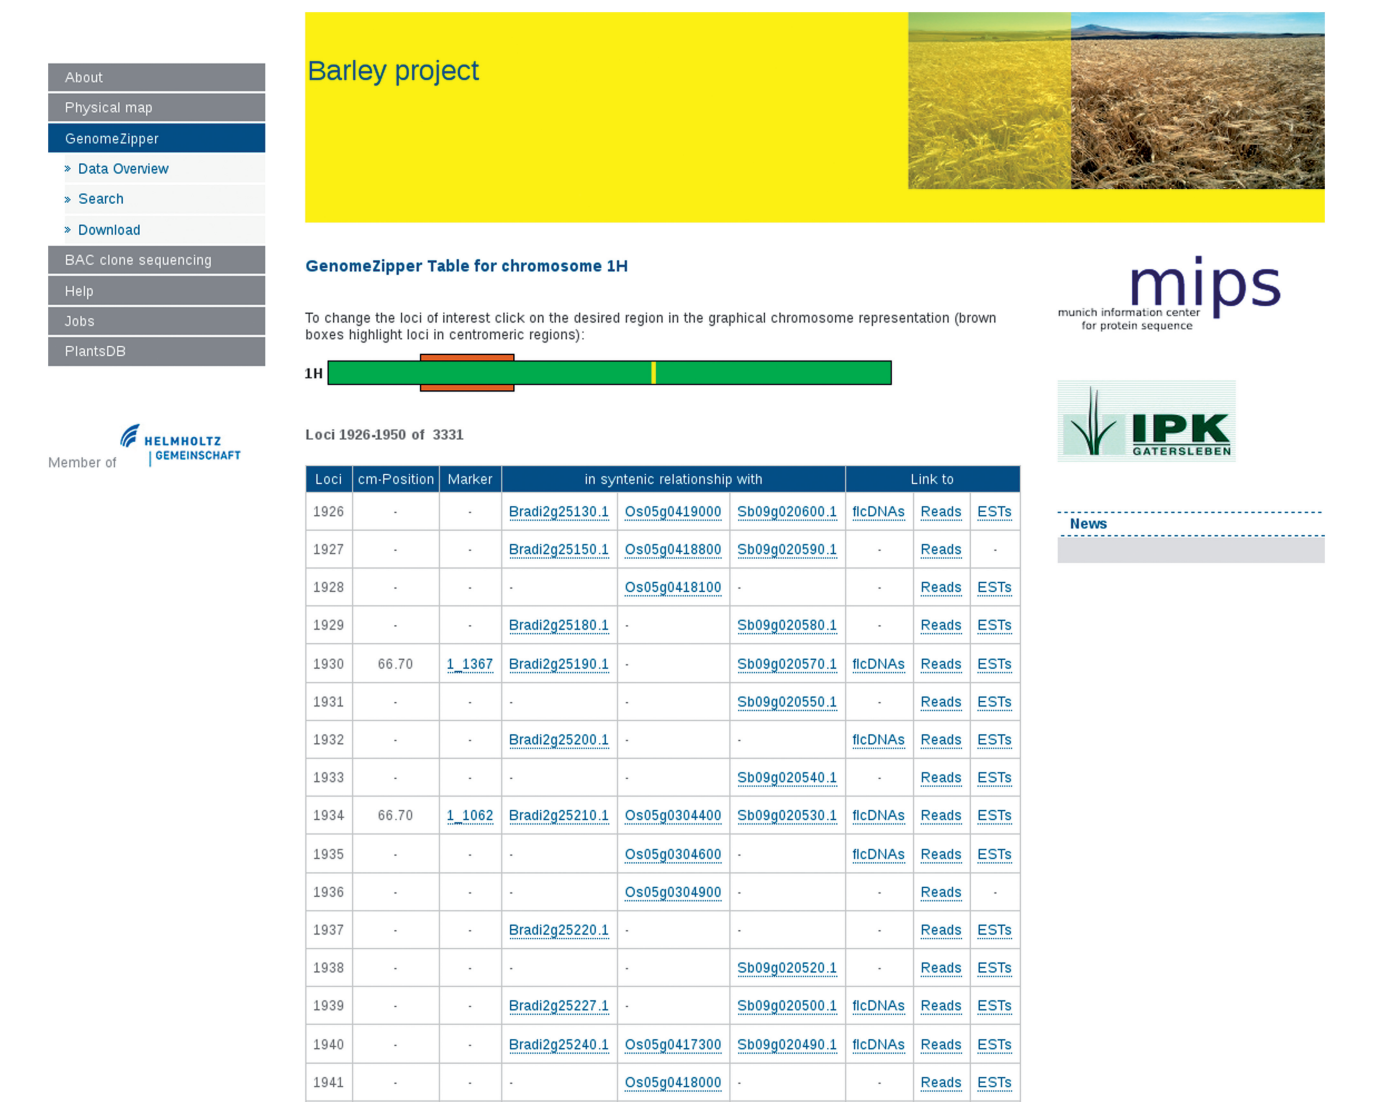 Barley project
About
Physical map
GenomeZipper
» Data Overview
» Search
» Download
BAC clone sequencing
Help
Jobs
PlantsDB
Member of HELMHOLTZ
GEMEINSCHAFT
GenomeZipper Table for chromosome 1H
To change the loci of interest click on the desired region in the graphical chromosome representation (brown
boxes highlight loci in centromeric regions):
1H
Loci 1926-1950 of 3331
Loci cm-Position Marker in syntenic relationship with Link to
1926 - - Bradi2g25130.1 Os05g0419000 Sb09g020600.1 flcDNAs Reads ESTs
1927 - - Bradi2g25150.1 Os05g0418800 Sb09g020590.1 - Reads -
1928 - - - Os05g0418100 - - Reads ESTs
1929 - - Bradi2g25180.1 - Sb09g020580.1 - Reads ESTs
1930 66.70 1_1367 Bradi2g25190.1 - Sb09g020570.1 flcDNAs Reads ESTs
1931 - - - - Sb09g020550.1 - Reads ESTs
1932 - - Bradi2g25200.1 - - flcDNAs Reads ESTs
1933 - - - - Sb09g020540.1 - Reads ESTs
1934 66.70 1_1062 Bradi2g25210.1 Os05g0304400 Sb09g020530.1 flcDNAs Reads ESTs
1935 - - - Os05g0304600 - flcDNAs Reads ESTs
1936 - - - Os05g0304900 - - Reads -
1937 - - Bradi2g25220.1 - - - Reads ESTs
1938 - - - - Sb09g020520.1 - Reads ESTs
1939 - - Bradi2g25227.1 - Sb09g020500.1 flcDNAs Reads ESTs
1940 - - Bradi2g25240.1 Os05g0417300 Sb09g020490.1 flcDNAs Reads ESTs
1941 - - - Os05g0418000 - - Reads ESTs
mips
munich information center
for protein sequence
IPK
GATERSLEBEN
News